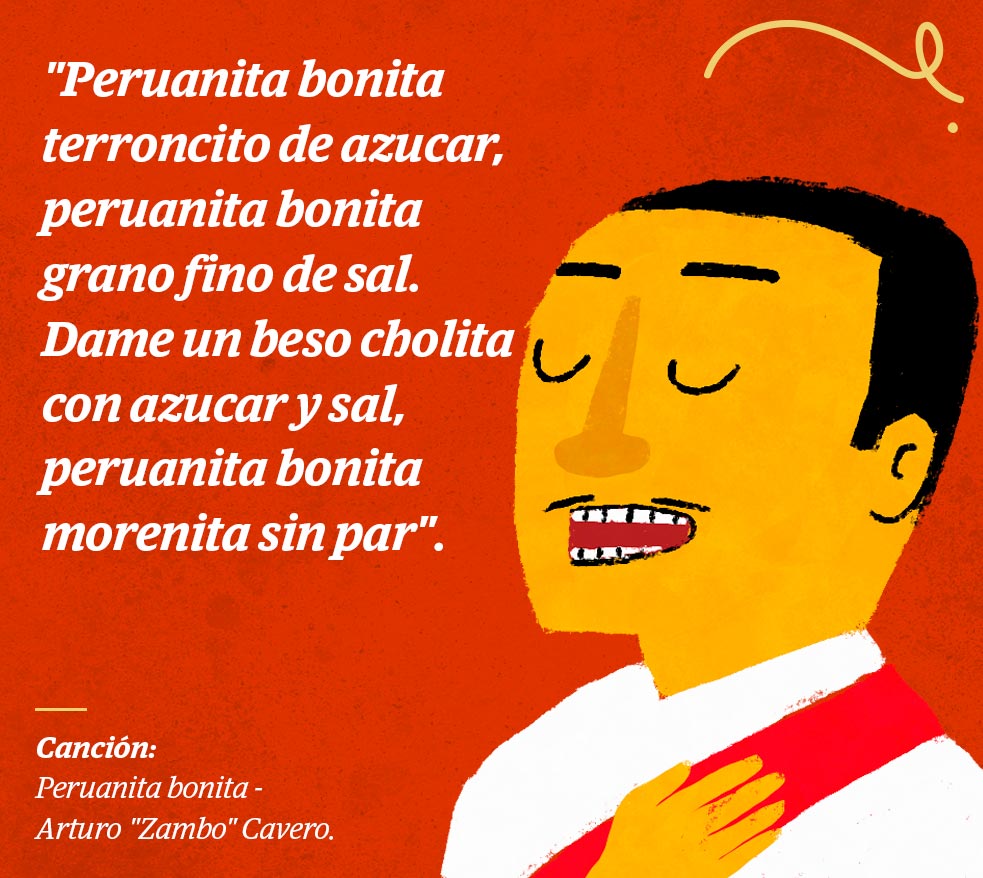 "Peruanita bonita
terroncito de azucar,
peruanita bonita
grano fino de sal.
Dame un beso cholita
con azucar y sal,
peruanita bonita
morenita sin par".
Canción:
Peruanita bonita -
Arturo "Zambo" Cavero.